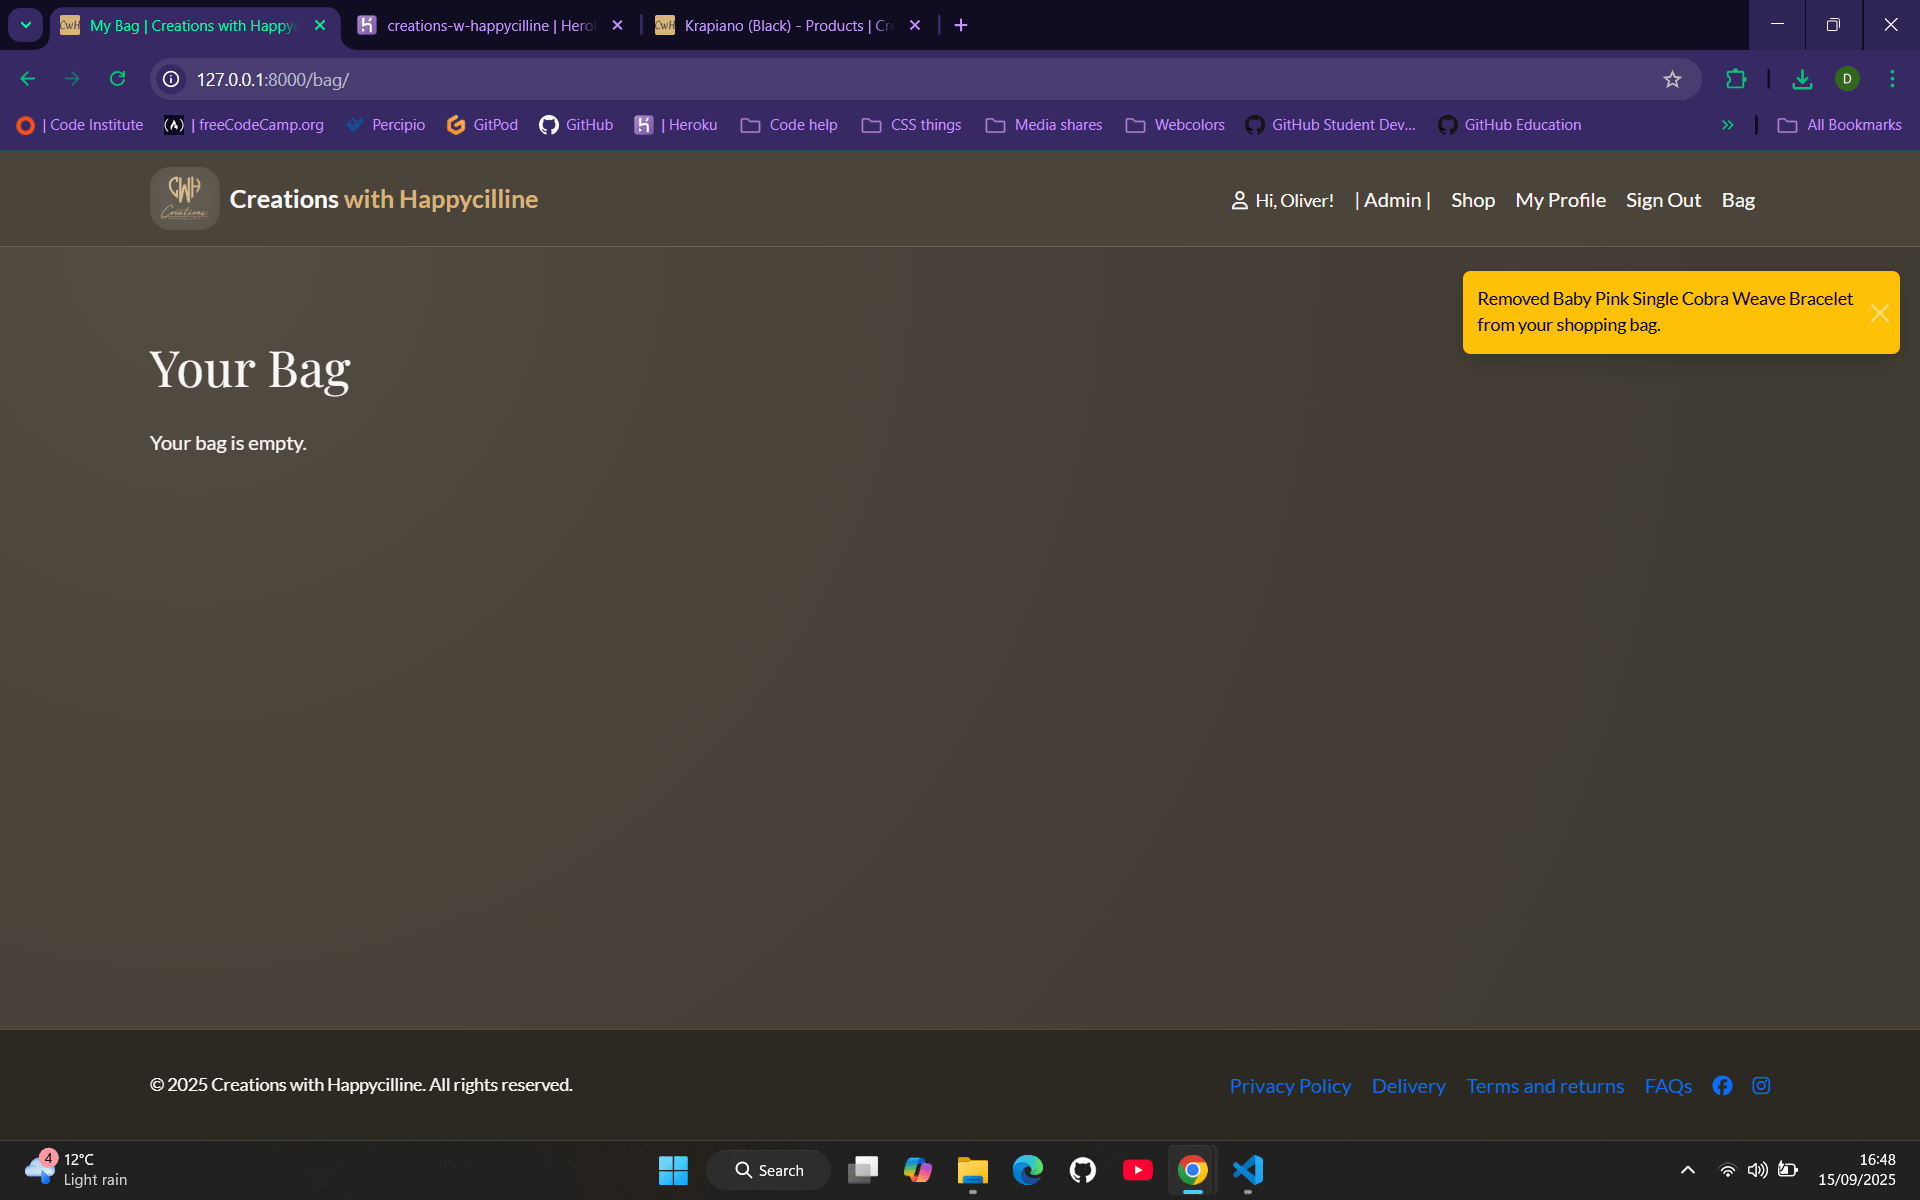 My Bag | Creations with Happyc
creations-w-happycilline | Hero
Krapiano (Black) - Products | Cre
127.0.0.1:8000/bag/
D
| Code Institute
| freeCodeCamp.org
Percipio
GitPod
GitHub
| Heroku
Code help
CSS things
Media shares
Webcolors
GitHub Student Dev...
GitHub Education
All Bookmarks
CWH
Creations
Creations with Happycilline
Hi, Oliver!
| Admin |
Shop
My Profile
Sign Out
Bag
Removed Baby Pink Single Cobra Weave Bracelet
from your shopping bag.
Your Bag
Your bag is empty.
© 2025 Creations with Happycilline. All rights reserved.
Privacy Policy
Delivery
Terms and returns
FAQs
4
12°C
Light rain
Search
16:48
15/09/2025